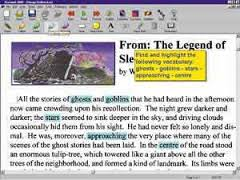 From: The Legend of
Sle
by W
Find and highlight the
following vocabulary:
ghosts - goblins - stars -
approaching - centre
All the stories of ghosts and goblins that he had heard in the afternoon
now came crowding upon his recollection. The night grew darker and
darker; the stars seemed to sink deeper in the sky, and driving clouds
occasionally hid them from his sight. He had never felt so lonely and dis-
mal. He was, moreover, approaching the very place where many of the
scenes of the ghost stories had been laid. In the centre of the road stood
an enormous tulip-tree, which towered like a giant above all the other
trees of the neighborhood, and formed a kind of landmark. Its limbs were